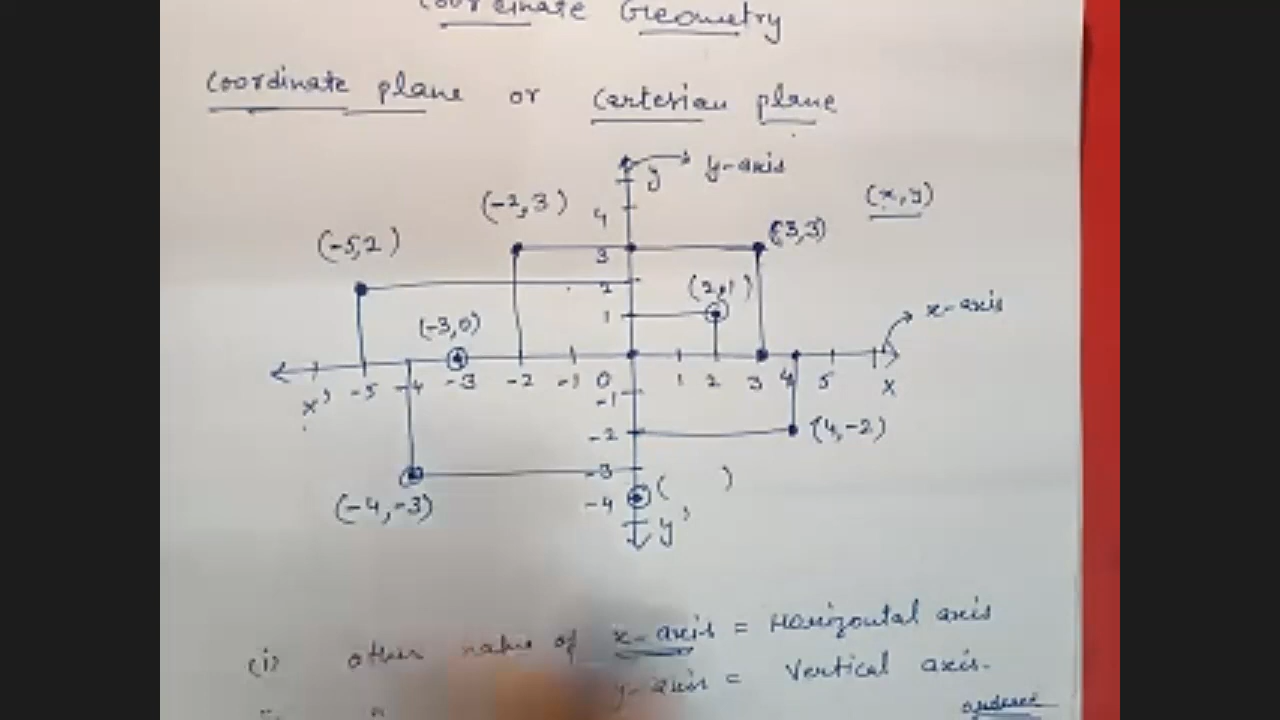 Coordinate Geometry
Coordinate plane or Carterian plane
y y-axis
(-2,3) 4 (x,y)
(-5,2) 3 (3,3)
2 (2,1)
(-3,0) 1 x-axis
x' -5 -4 -3 -2 -1 0 1 2 3 4 5 x
-1
-2 (4,-2)
-3 ( )
(-4,-3) -4
y'
(i) other name of x-axis = Horizontal axis
y-axis = Vertical axis.
ordered